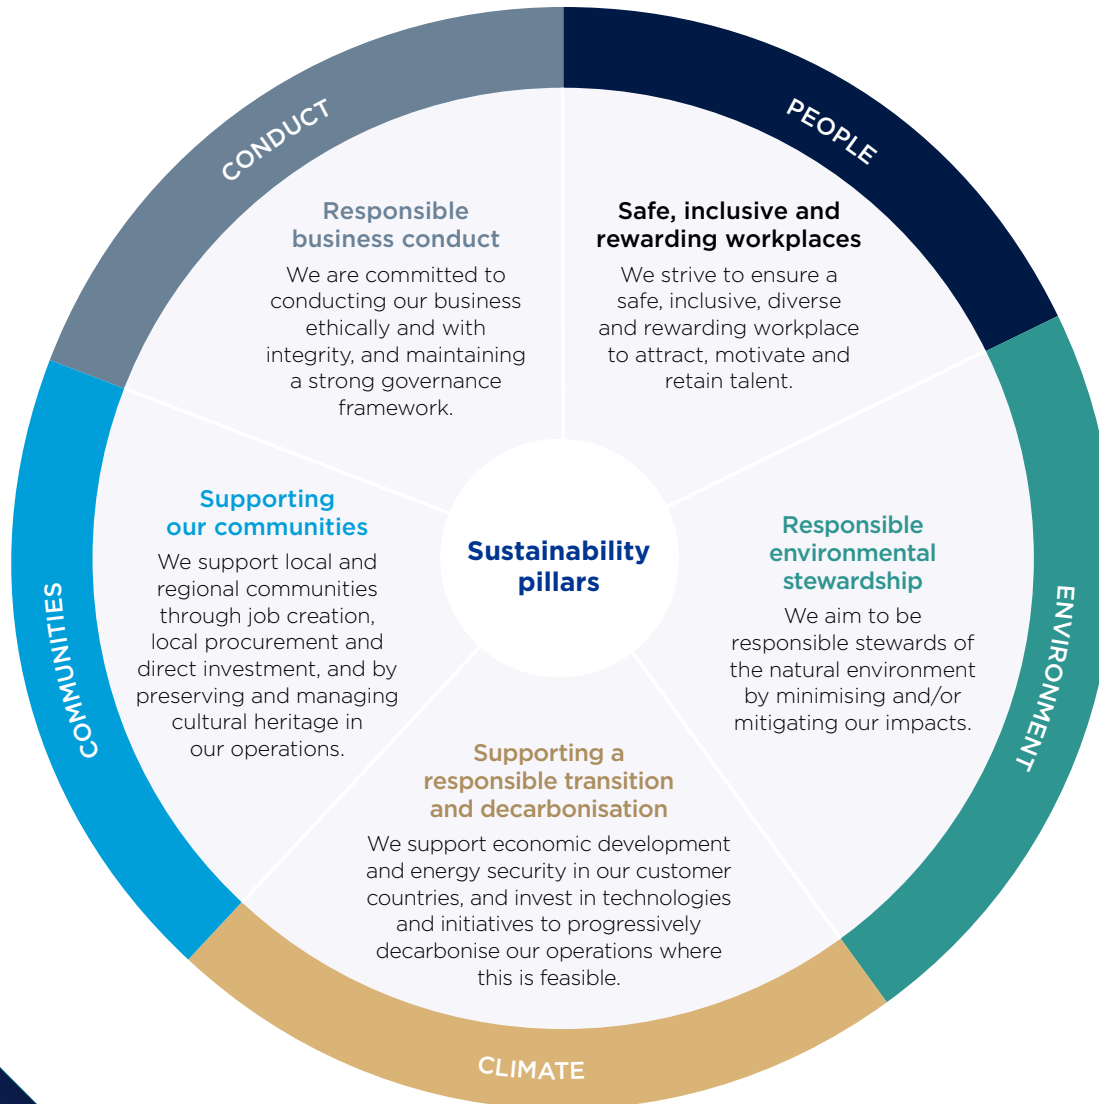 CONDUCT
Responsible
business conduct
We are committed to
conducting our business
ethically and with
integrity, and maintaining
a strong governance
framework.
PEOPLE
Safe, inclusive and
rewarding workplaces
We strive to ensure a
safe, inclusive, diverse
and rewarding workplace
to attract, motivate and
retain talent.
COMMUNITIES
Supporting
our communities
We support local and
regional communities
through job creation,
local procurement and
direct investment, and by
preserving and managing
cultural heritage in
our operations.
Sustainability
pillars
ENVIRONMENT
Responsible
environmental
stewardship
We aim to be
responsible stewards of
the natural environment
by minimising and/or
mitigating our impacts.
Supporting a
responsible transition
and decarbonisation
We support economic development
and energy security in our customer
countries, and invest in technologies
and initiatives to progressively
decarbonise our operations where
this is feasible.
CLIMATE